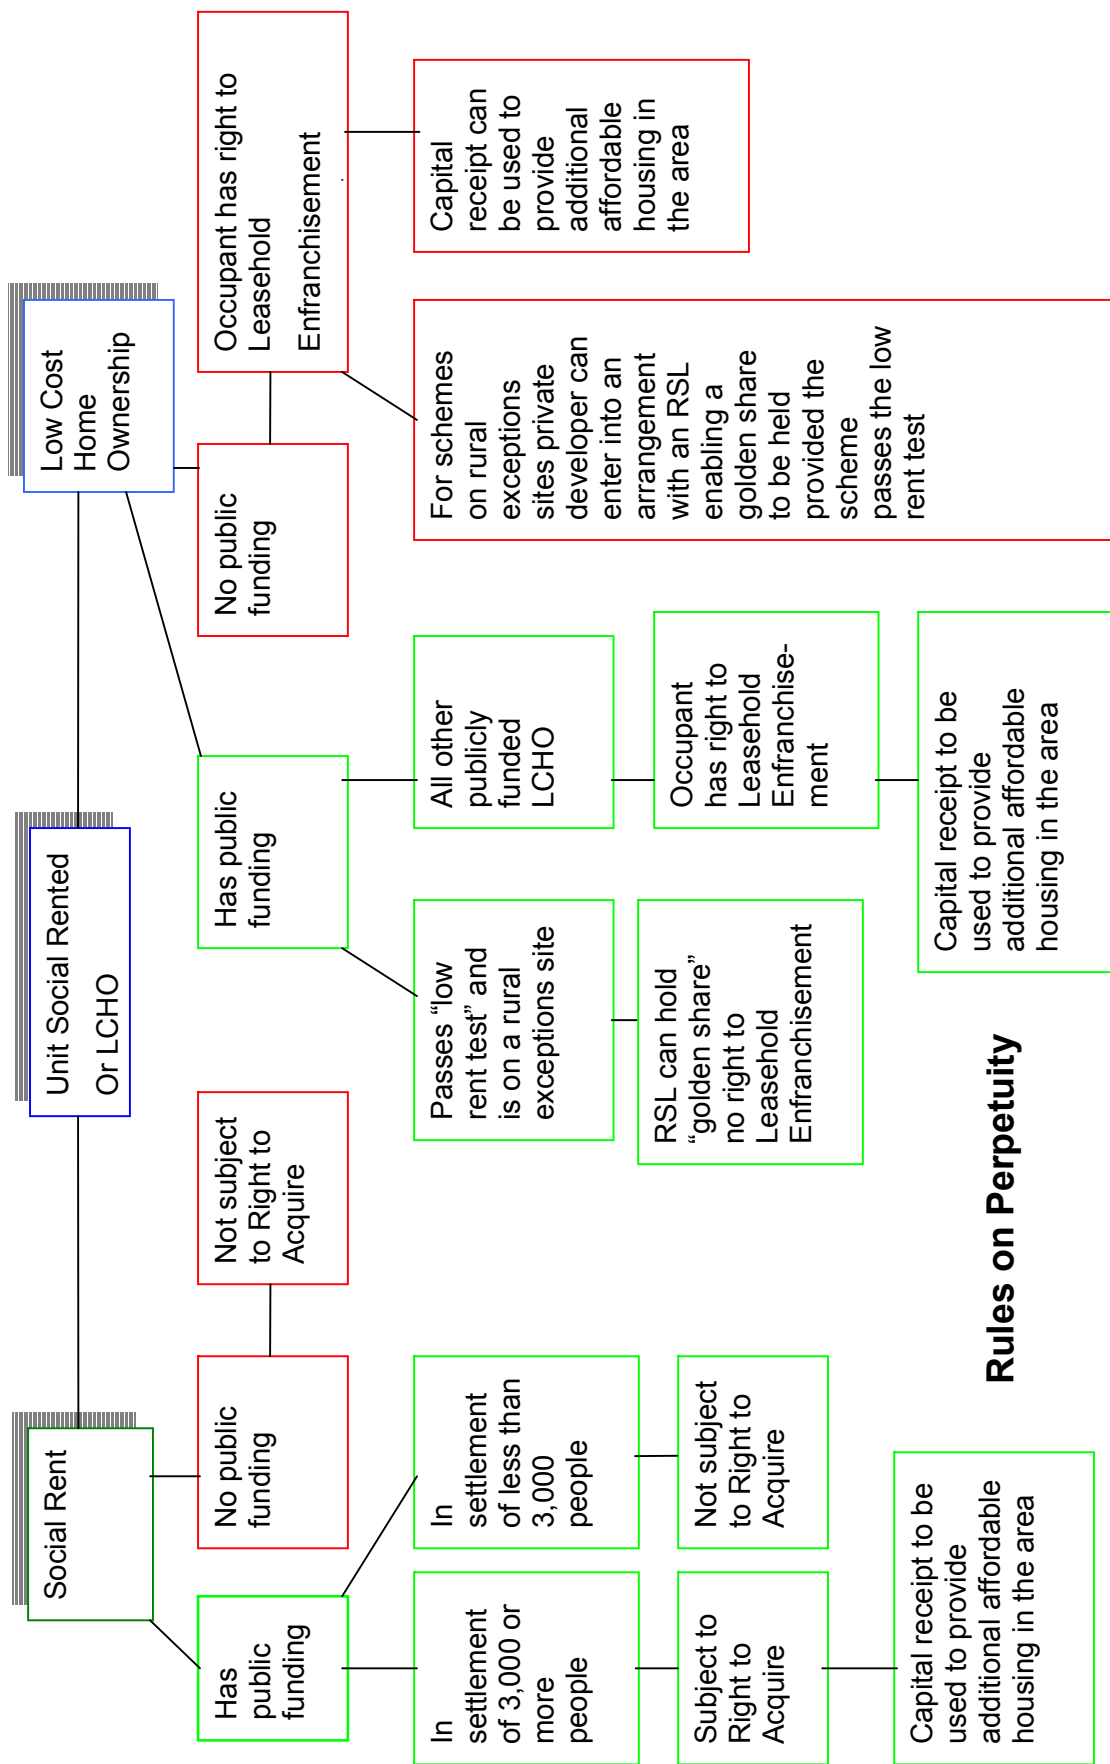 Unit Social Rented
Or LCHO
Social Rent
Low Cost
Home
Ownership
Has
public
funding
No public
funding
Not subject
to Right to
Acquire
Has public
funding
No public
funding
Occupant has right to
Leasehold
Enfranchisement
In
settlement
of 3,000 or
more
people
In
settlement
of less than
3,000
people
Passes “low
rent test” and
is on a rural
exceptions site
All other
publicly
funded
LCHO
For schemes
on rural
exceptions
sites private
developer can
enter into an
arrangement
with an RSL
enabling a
golden share
to be held
provided the
scheme
passes the low
rent test
Capital
receipt can
be used to
provide
additional
affordable
housing in
the area
Subject to
Right to
Acquire
Not subject
to Right to
Acquire
RSL can hold
“golden share”
no right to
Leasehold
Enfranchisement
Occupant
has right to
Leasehold
Enfranchise-
ment
Capital receipt to be
used to provide
additional affordable
housing in the area
Capital receipt to be
used to provide
additional affordable
housing in the area
Rules on Perpetuity